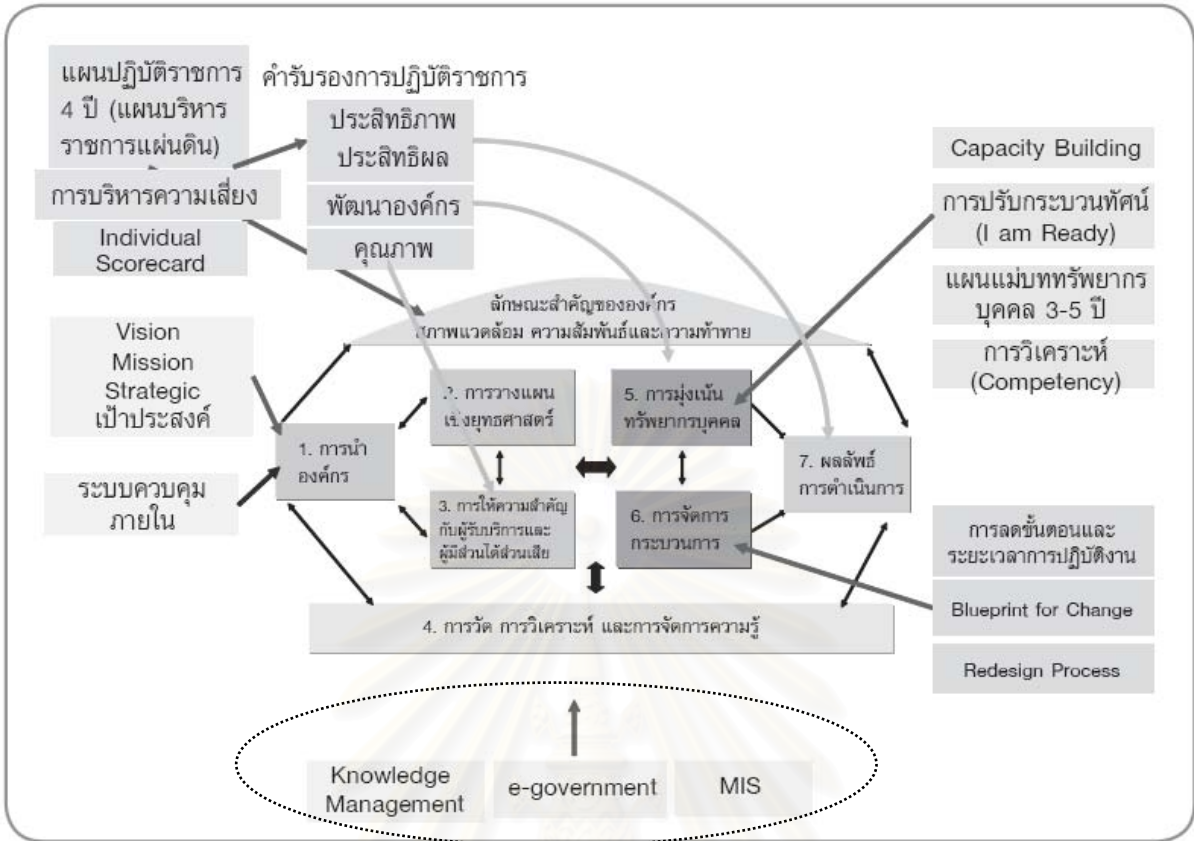 แผนปฏิบัติราชการ
4 ปี (แผนบริหาร
ราชการแผ่นดิน)
การบริหารความเสี่ยง
Individual
Scorecard
คำรับรองการปฏิบัติราชการ
ประสิทธิภาพ
ประสิทธิผล
พัฒนาองค์กร
คุณภาพ
Capacity Building
การปรับกระบวนทัศน์
(I am Ready)
แผนแม่บททรัพยากร
บุคคล 3-5 ปี
การวิเคราะห์
(Competency)
Vision
Mission
Strategic
เป้าประสงค์
ระบบควบคุม
ภายใน
ลักษณะสำคัญขององค์กร
สภาพแวดล้อม ความสัมพันธ์และความท้าทาย
1. การนำ
องค์กร
2. การวางแผน
เชิงยุทธศาสตร์
3. การให้ความสำคัญ
กับผู้รับบริการและ
ผู้มีส่วนได้ส่วนเสีย
5. การมุ่งเน้น
ทรัพยากรบุคคล
6. การจัดการ
กระบวนการ
7. ผลลัพธ์
การดำเนินการ
4. การวัด การวิเคราะห์ และการจัดการความรู้
การลดขั้นตอนและ
ระยะเวลาการปฏิบัติงาน
Blueprint for Change
Redesign Process
Knowledge
Management
e-government
MIS